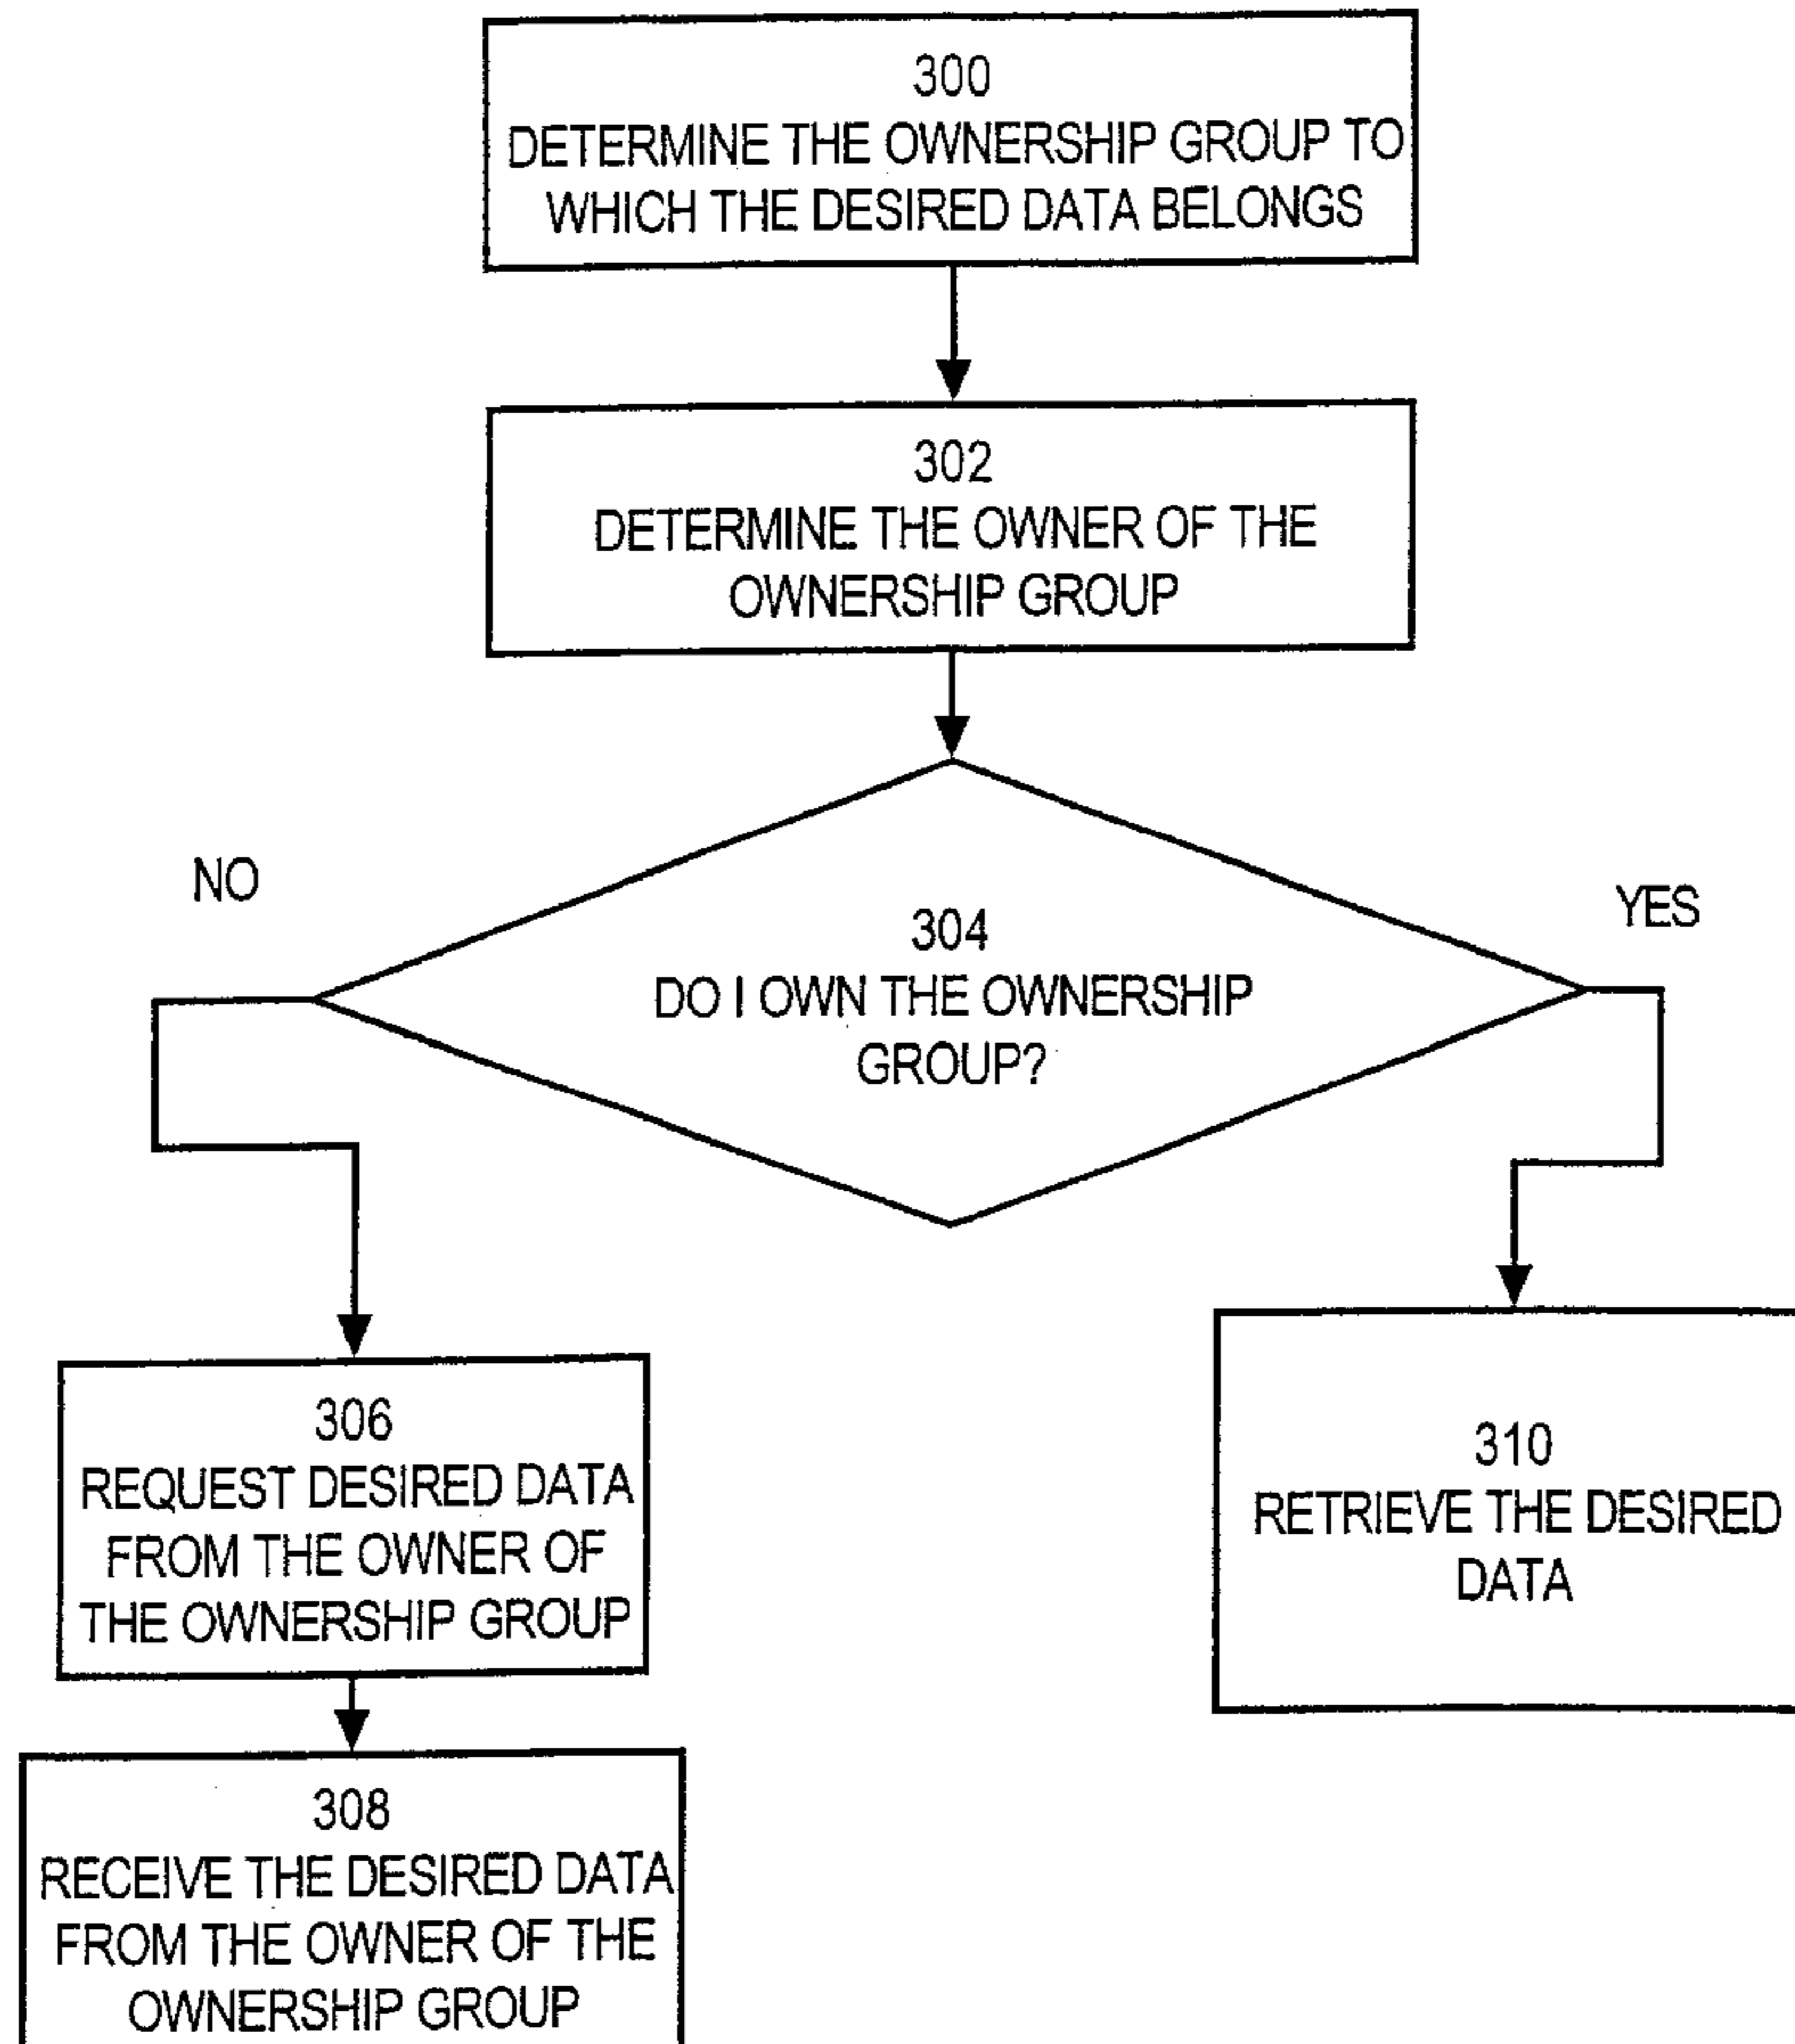 300
DETERMINE THE OWNERSHIP GROUP TO
WHICH THE DESIRED DATA BELONGS
302
DETERMINE THE OWNER OF THE
OWNERSHIP GROUP
NO
YES
304
DO I OWN THE OWNERSHIP
GROUP?
306
REQUEST DESIRED DATA
FROM THE OWNER OF
THE OWNERSHIP GROUP
310
RETRIEVE THE DESIRED
DATA
308
RECEIVE THE DESIRED DATA
FROM THE OWNER OF THE
OWNERSHIP GROUP